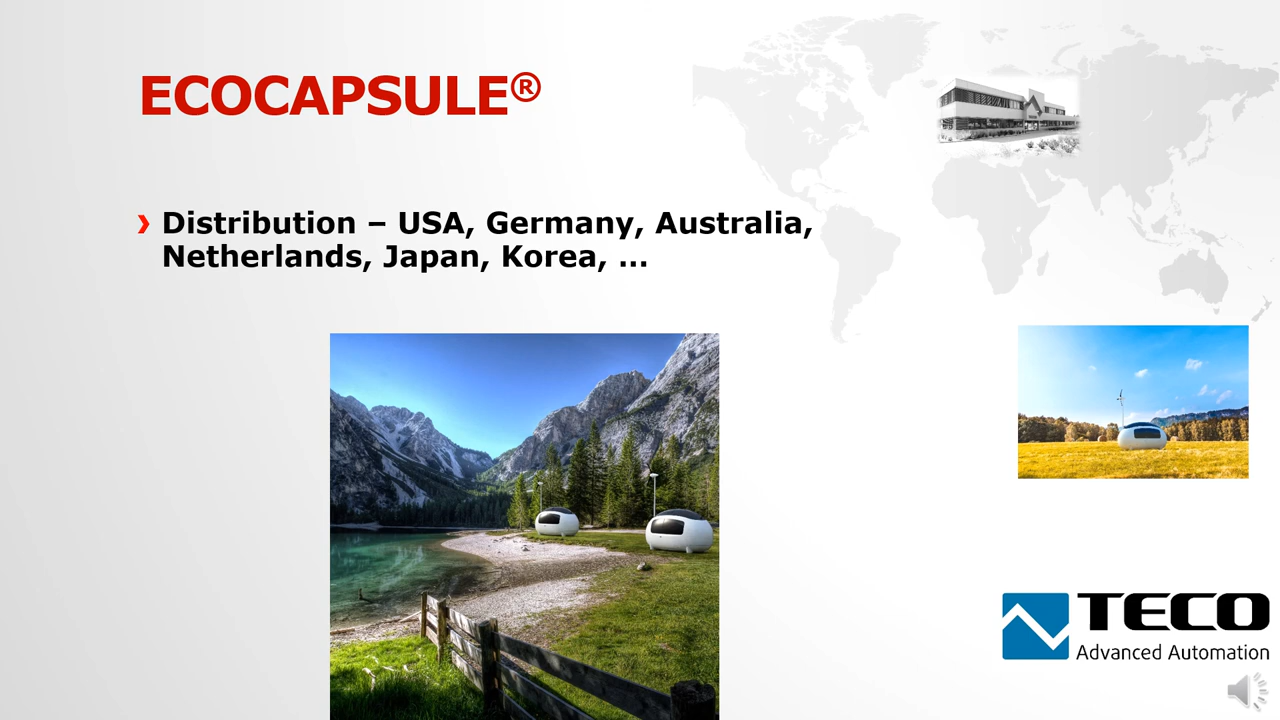 ECOCAPSULE®
› Distribution – USA, Germany, Australia,
Netherlands, Japan, Korea, ...
TECO
Advanced Automation